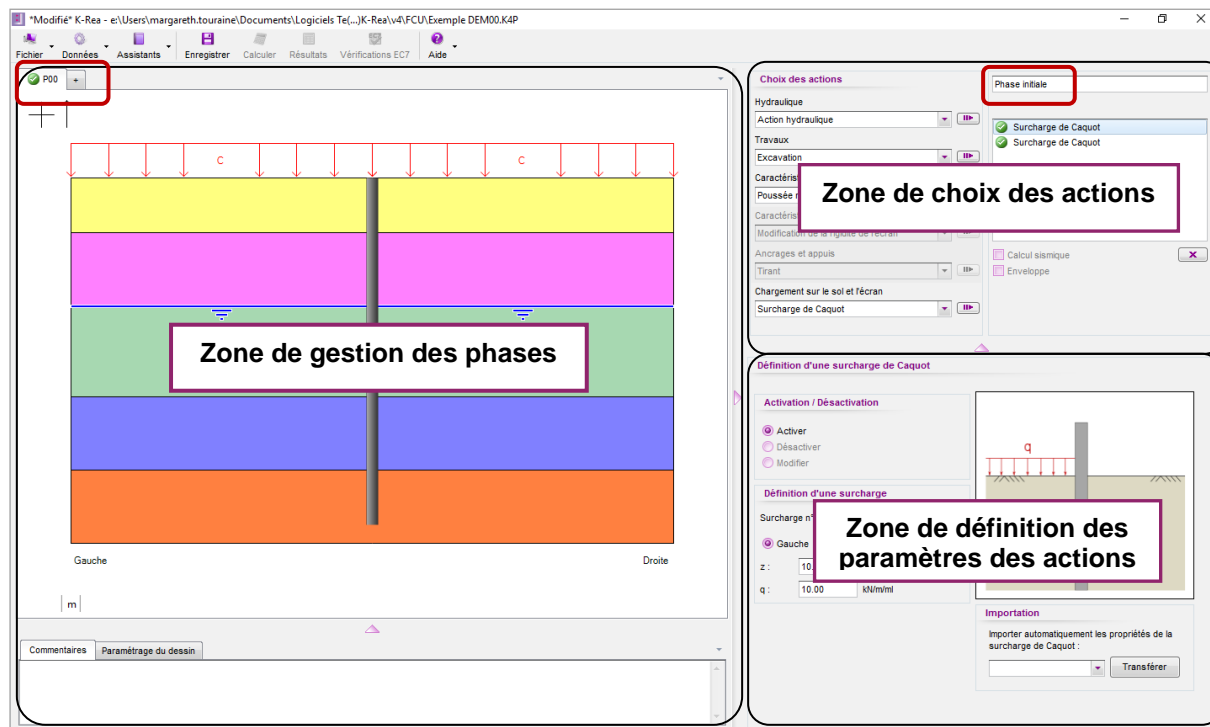 *Modifié* K-Rea - e:\Users\margareth.touraine\Documents\Logiciels Te(...)K-Rea\v4\FCU\Exemple DEM00.K4P
Fichier Données Assistants Enregistrer Calculer Résultats Vérifications EC7 Aide
P00 +
C C
Zone de gestion des phases
Gauche Droite
m
Commentaires Paramétrage du dessin
Choix des actions
Phase initiale
Hydraulique
Action hydraulique
Surcharge de Caquot
Surcharge de Caquot
Travaux
Excavation
Zone de choix des actions
Poussée
Modification de la rigidité de l'écran
Ancrages et appuis
Tirant
Calcul sismique
Enveloppe
Chargement sur le sol et l'écran
Surcharge de Caquot
Définition d'une surcharge de Caquot
Activation / Désactivation
Activer
Désactiver
Modifier
q
Définition d'une surcharge
Surcharge n°
Gauche
z :
q : 10.00 kN/m/ml
Zone de définition des
paramètres des actions
Importation
Importer automatiquement les propriétés de la
surcharge de Caquot :
Transférer